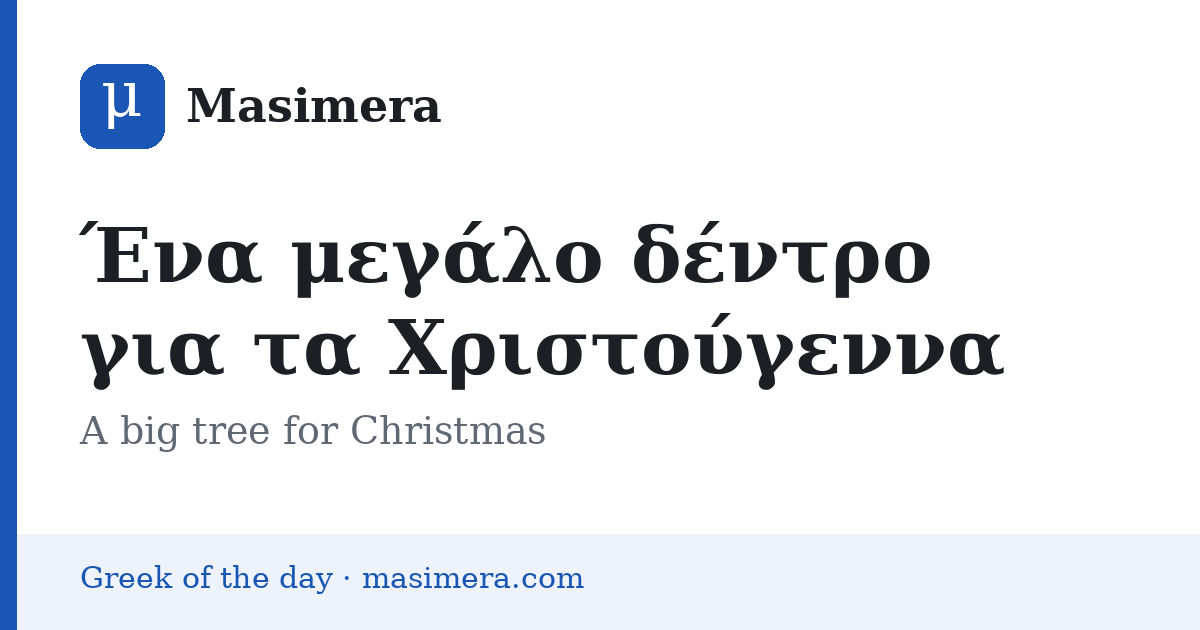 μ Masimera
Ένα μεγάλο δέντρο
για τα Χριστούγεννα
A big tree for Christmas
Greek of the day · masimera.com